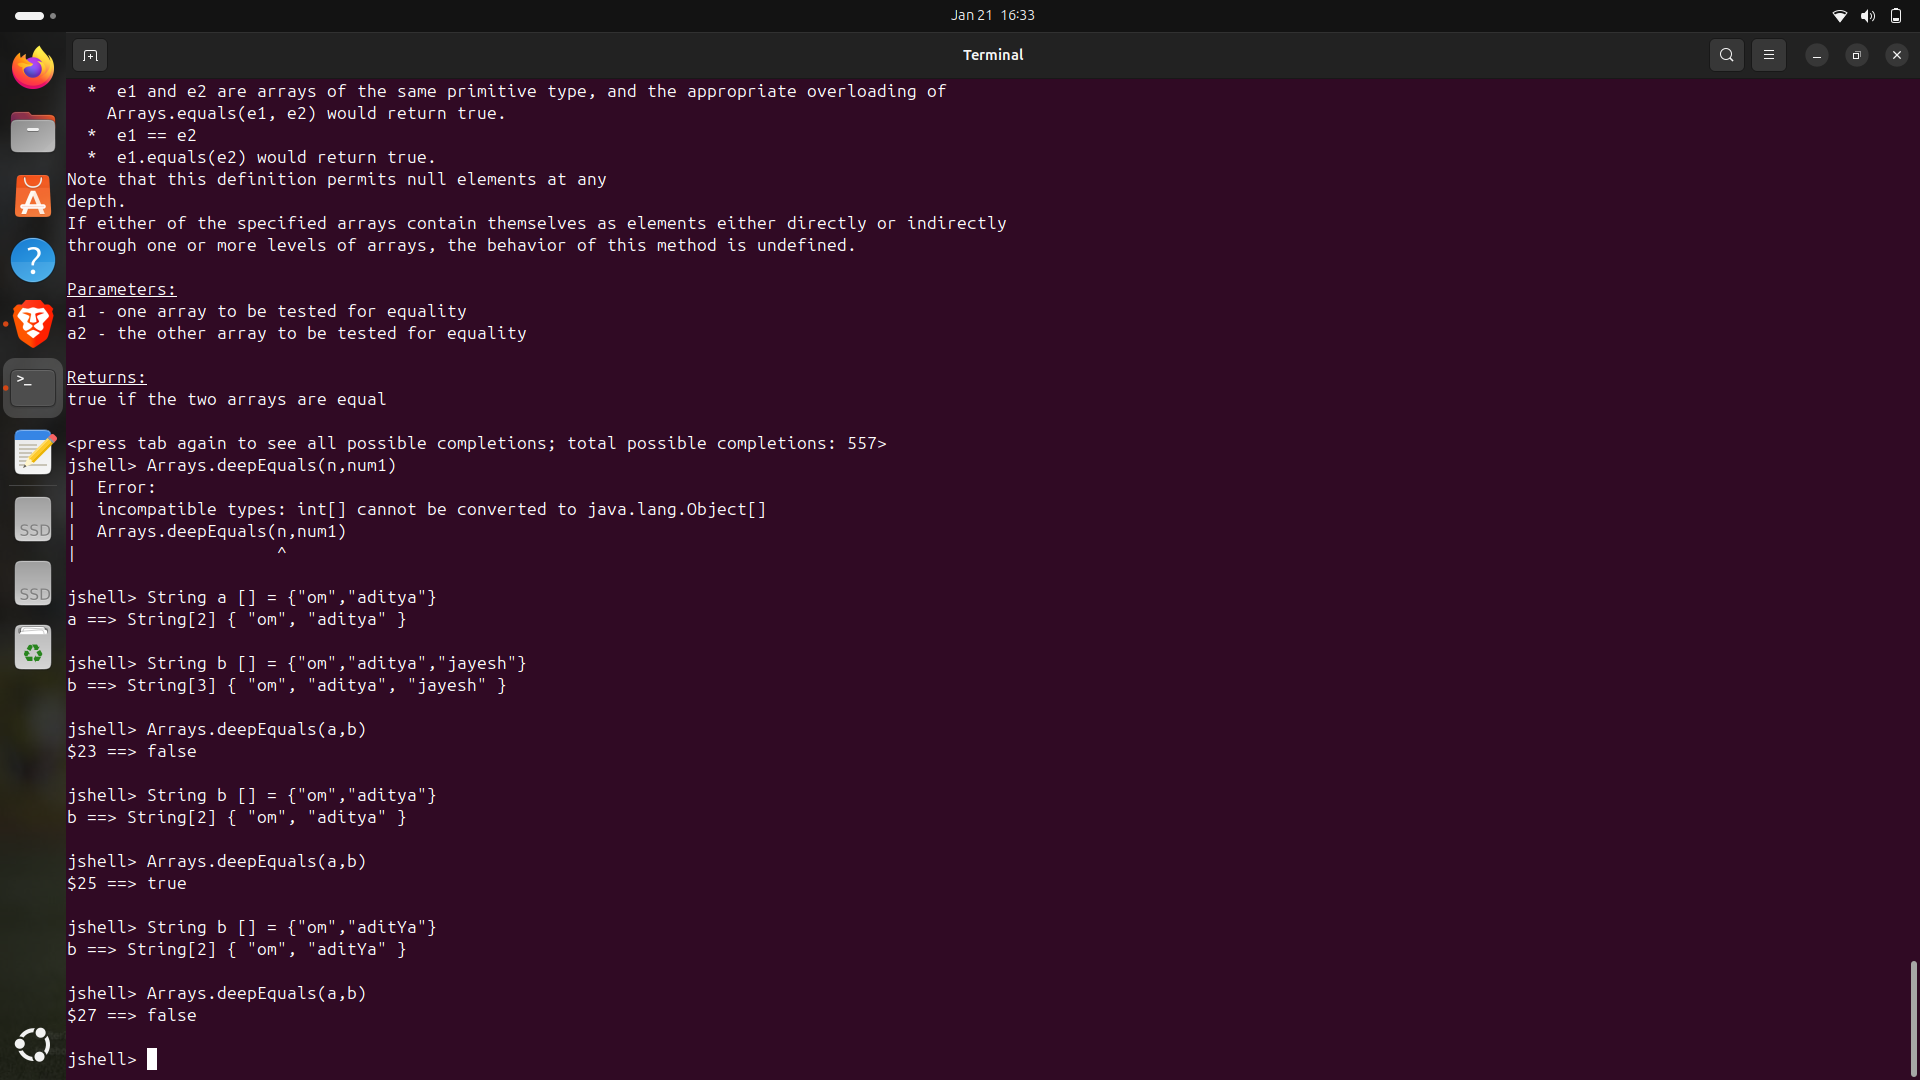 Jan 21 16:33
Terminal
* e1 and e2 are arrays of the same primitive type, and the appropriate overloading of
Arrays.equals(e1, e2) would return true.
* e1 == e2
* e1.equals(e2) would return true.
Note that this definition permits null elements at any
depth.
If either of the specified arrays contain themselves as elements either directly or indirectly
through one or more levels of arrays, the behavior of this method is undefined.
Parameters:
a1 - one array to be tested for equality
a2 - the other array to be tested for equality
Returns:
true if the two arrays are equal
<press tab again to see all possible completions; total possible completions: 557>
jshell> Arrays.deepEquals(n,num1)
| Error:
| incompatible types: int[] cannot be converted to java.lang.Object[]
| Arrays.deepEquals(n,num1)
| ^
jshell> String a [] = {"om","aditya"}
a ==> String[2] { "om", "aditya" }
jshell> String b [] = {"om","aditya","jayesh"}
b ==> String[3] { "om", "aditya", "jayesh" }
jshell> Arrays.deepEquals(a,b)
$23 ==> false
jshell> String b [] = {"om","aditya"}
b ==> String[2] { "om", "aditya" }
jshell> Arrays.deepEquals(a,b)
$25 ==> true
jshell> String b [] = {"om","aditYa"}
b ==> String[2] { "om", "aditYa" }
jshell> Arrays.deepEquals(a,b)
$27 ==> false
jshell>
SSD
SSD